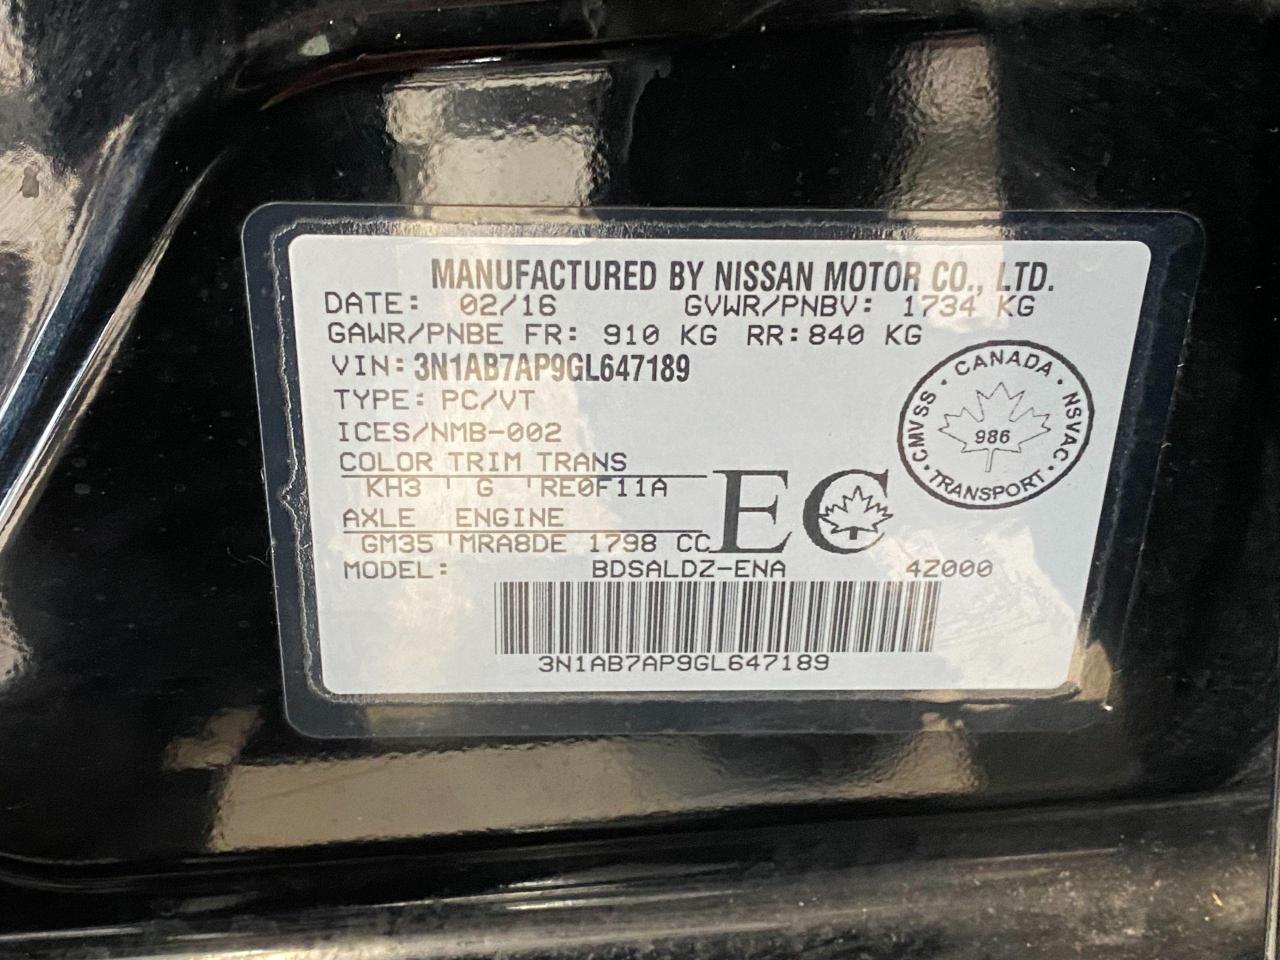 MANUFACTURED BY NISSAN MOTOR CO., LTD.
DATE: 02/16 GVWR/PNBV: 1734 KG
GAWR/PNBE FR: 910 KG RR: 840 KG
VIN: 3N1AB7AP9GL647189
TYPE: PC/VT
ICES/NMB-002
COLOR TRIM TRANS
KH3 G RE0F11A
AXLE ENGINE
GM35 MRA8DE 1798 CC
EC
CANADA
CMVSS · NSVAC
986
TRANSPORT
MODEL: BDSALDZ-ENA 4Z000
3N1AB7AP9GL647189